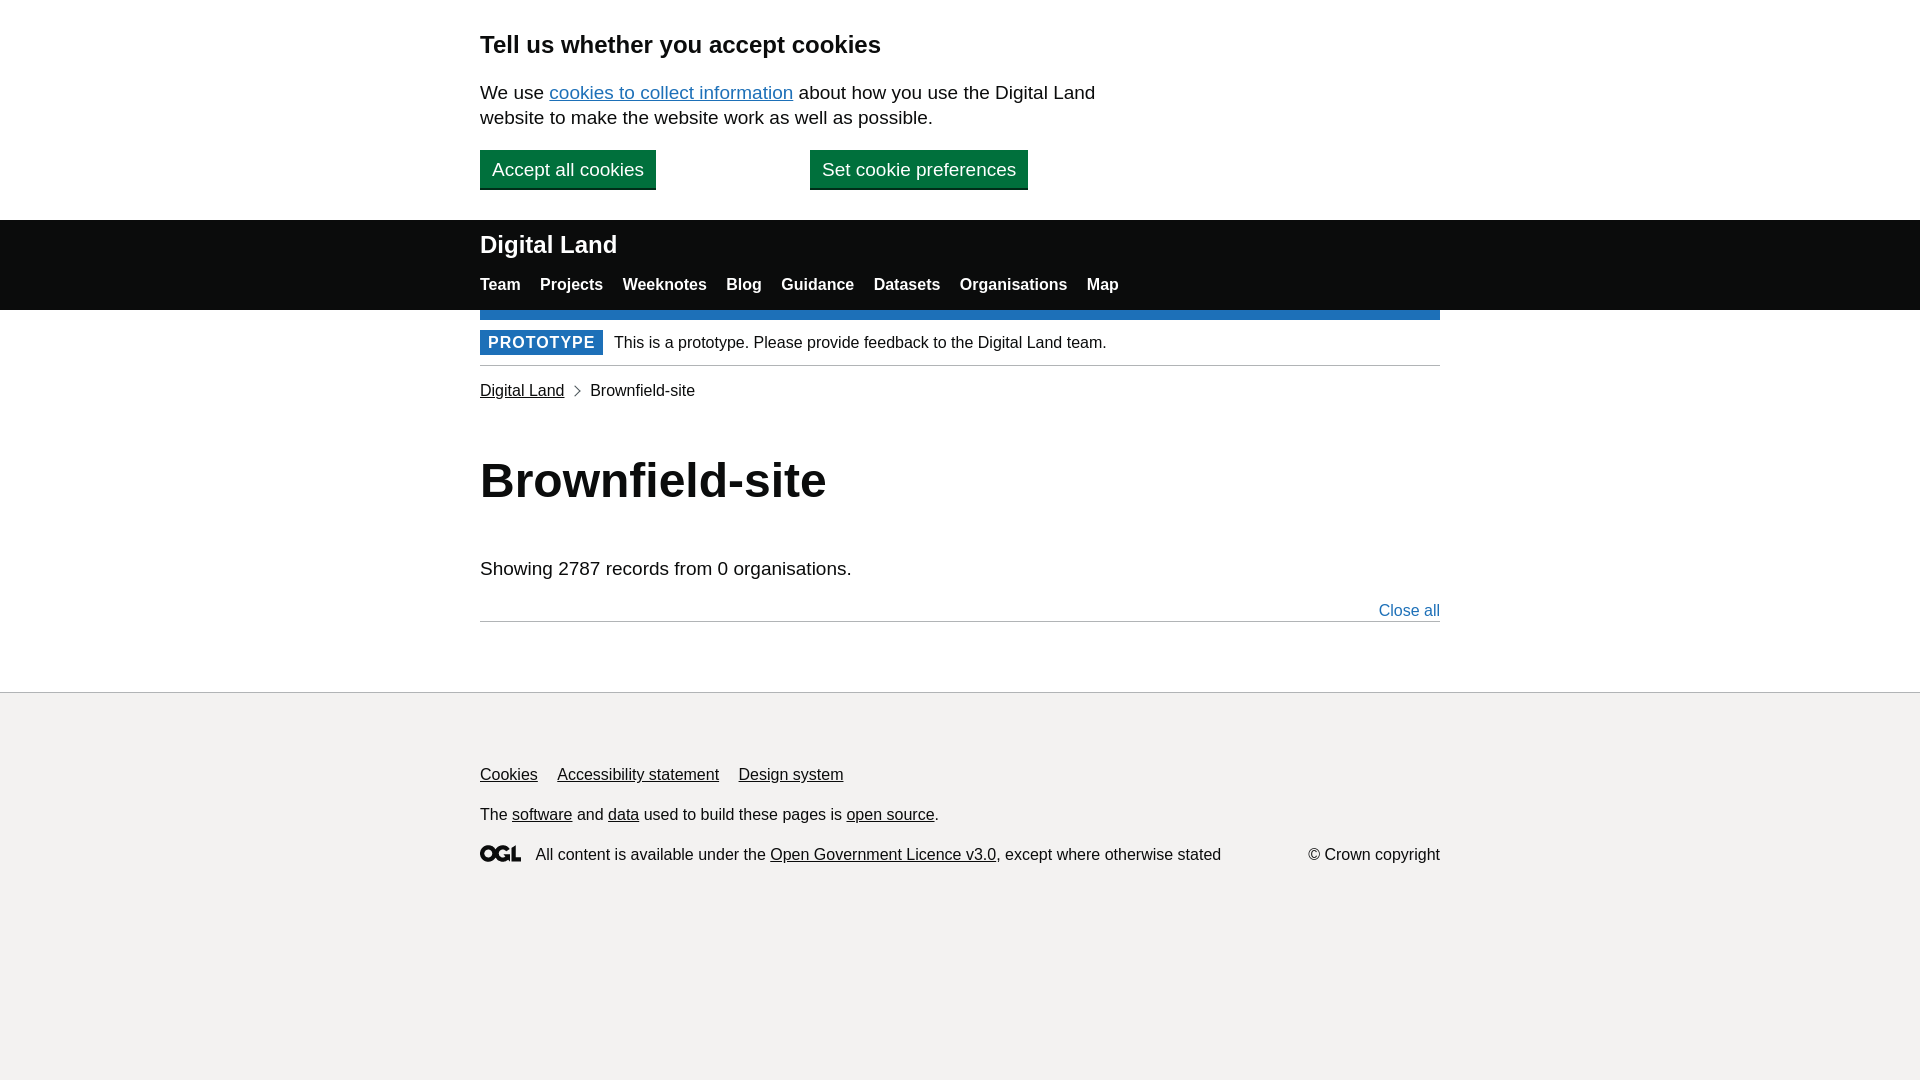 Tell us whether you accept cookies
We use cookies to collect information about how you use the Digital Land
website to make the website work as well as possible.
Accept all cookies
Set cookie preferences
Digital Land
Team Projects Weeknotes Blog Guidance Datasets Organisations Map
PROTOTYPE This is a prototype. Please provide feedback to the Digital Land team.
Digital Land Brownfield-site
Brownfield-site
Showing 2787 records from 0 organisations.
Close all
Cookies Accessibility statement Design system
The software and data used to build these pages is open source.
OGL All content is available under the Open Government Licence v3.0, except where otherwise stated
© Crown copyright